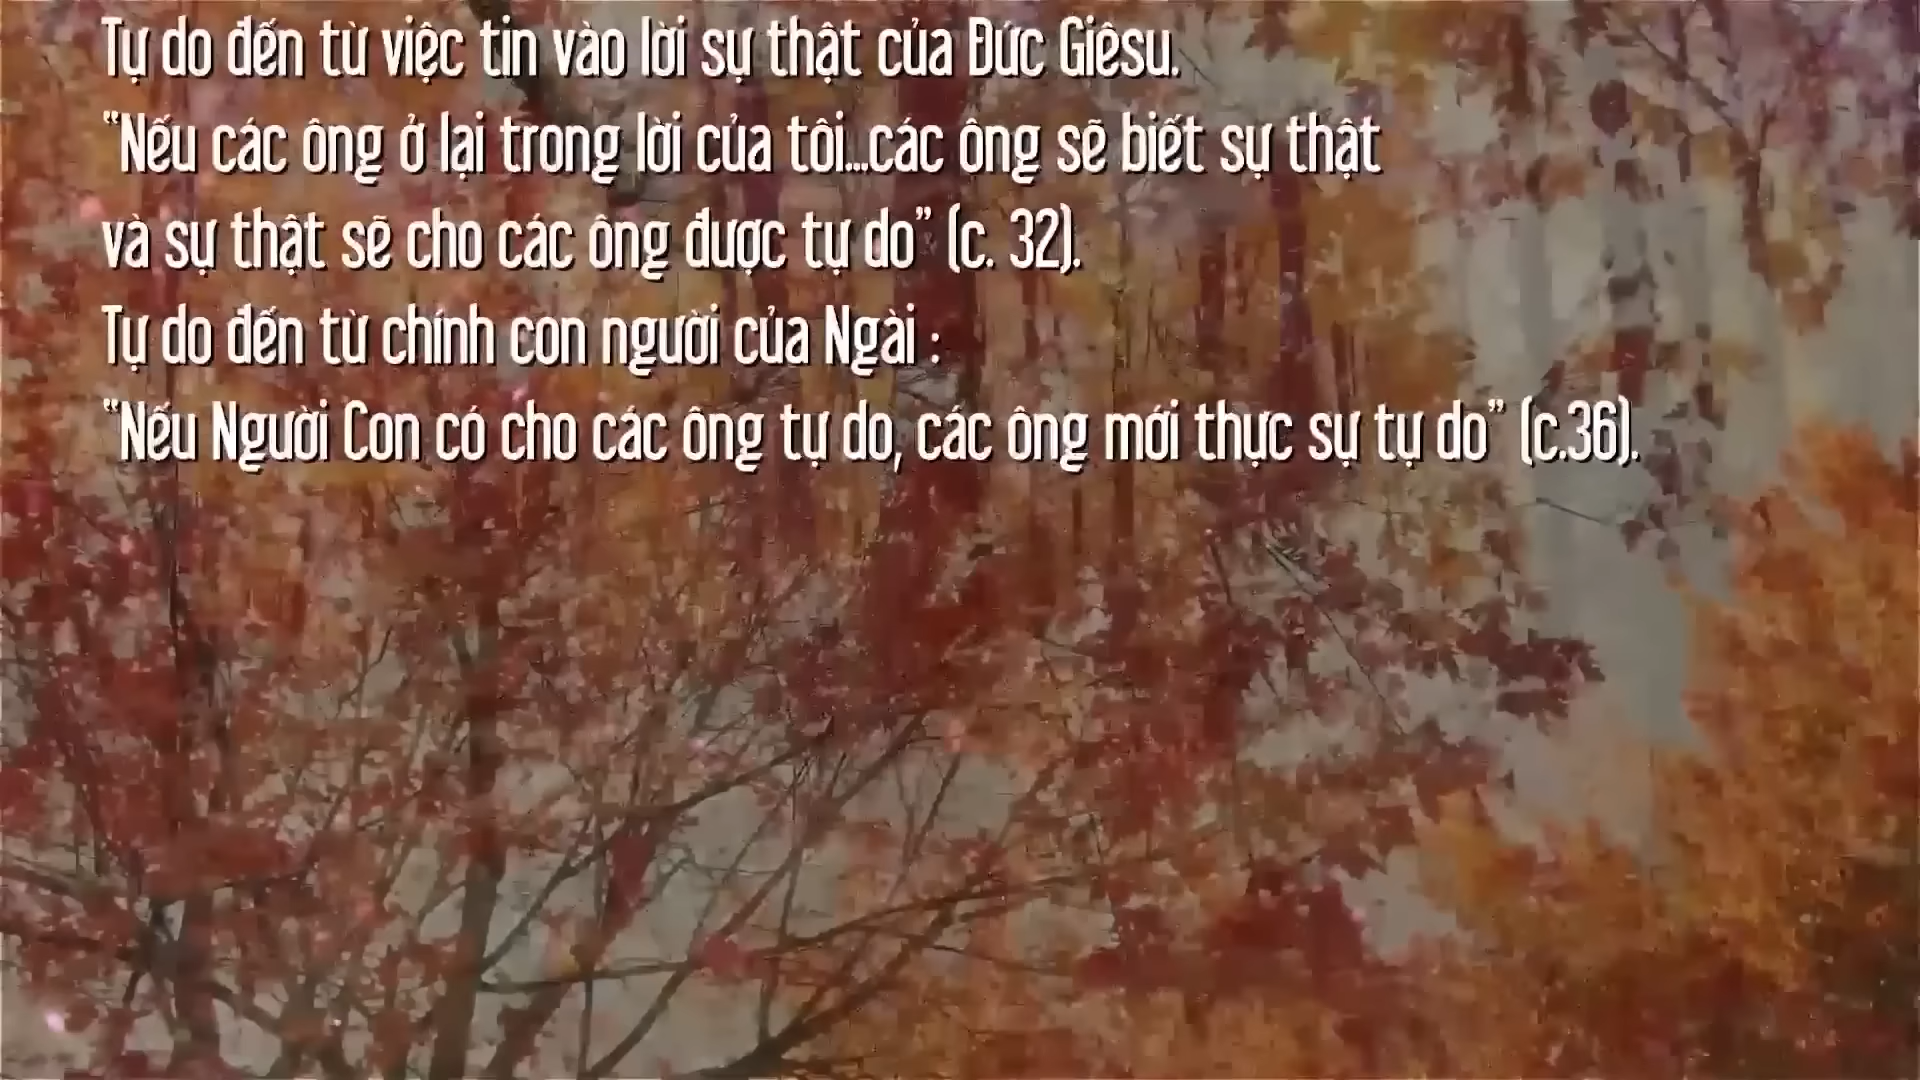 Tự do đến từ việc tin vào lời sự thật của Đức Giêsu.
“Nếu các ông ở lại trong lời của tôi...các ông sẽ biết sự thật
và sự thật sẽ cho các ông được tự do” (c. 32).
Tự do đến từ chính con người của Ngài :
“Nếu Người Con có cho các ông tự do, các ông mới thực sự tự do” (c.36).